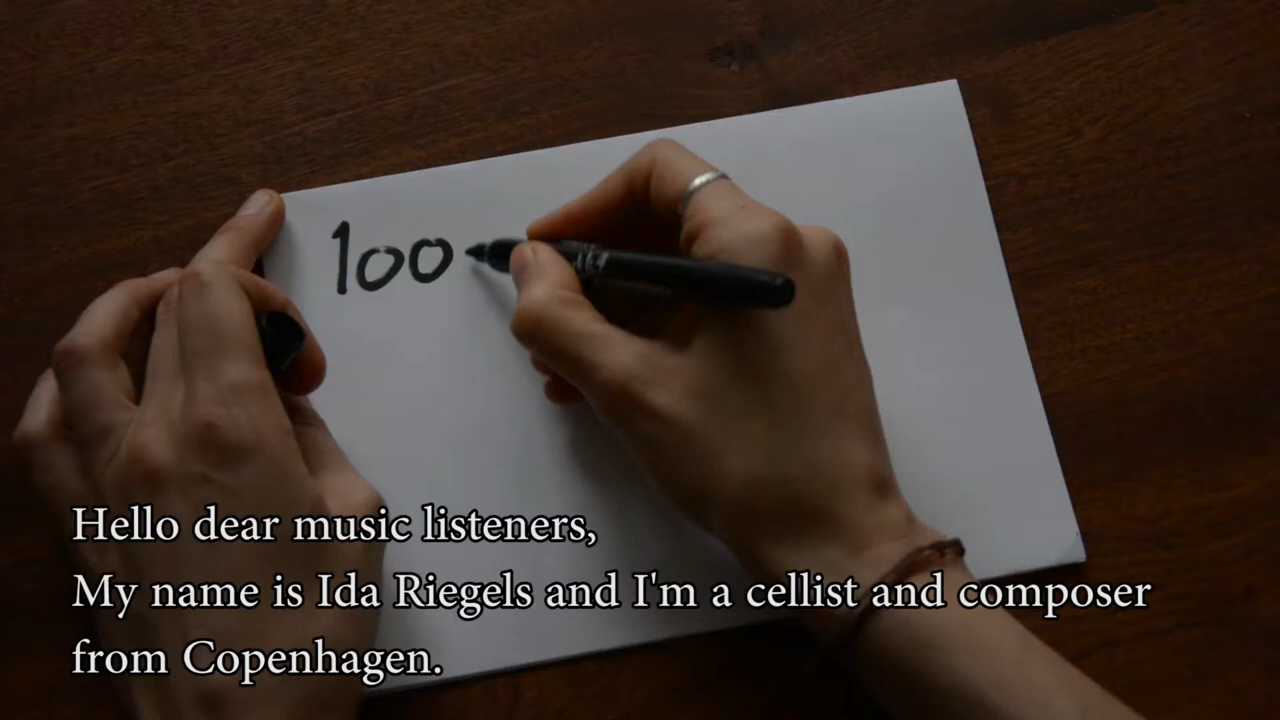 100
Hello dear music listeners,
My name is Ida Riegels and I'm a cellist and composer
from Copenhagen.